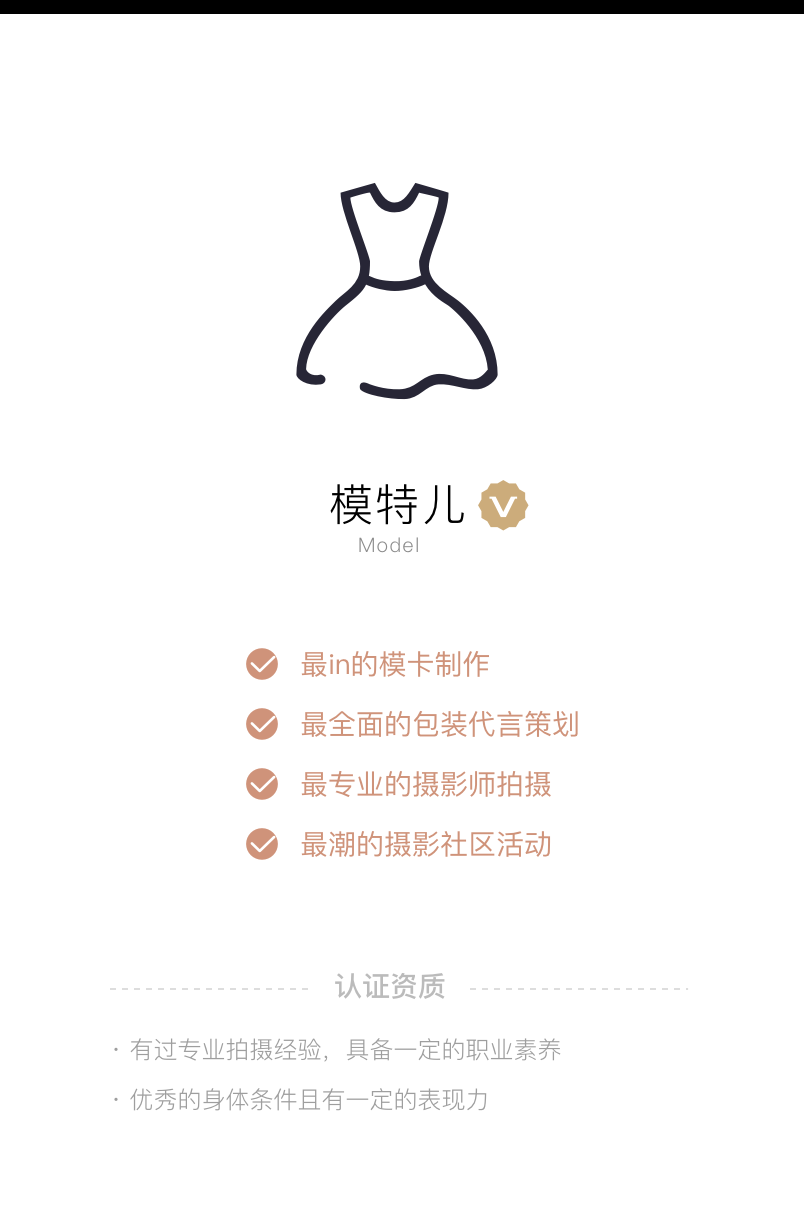 模特儿 V
Model
最in的模卡制作
最全面的包装代言策划
最专业的摄影师拍摄
最潮的摄影社区活动
认证资质
· 有过专业拍摄经验，具备一定的职业素养
· 优秀的身体条件且有一定的表现力